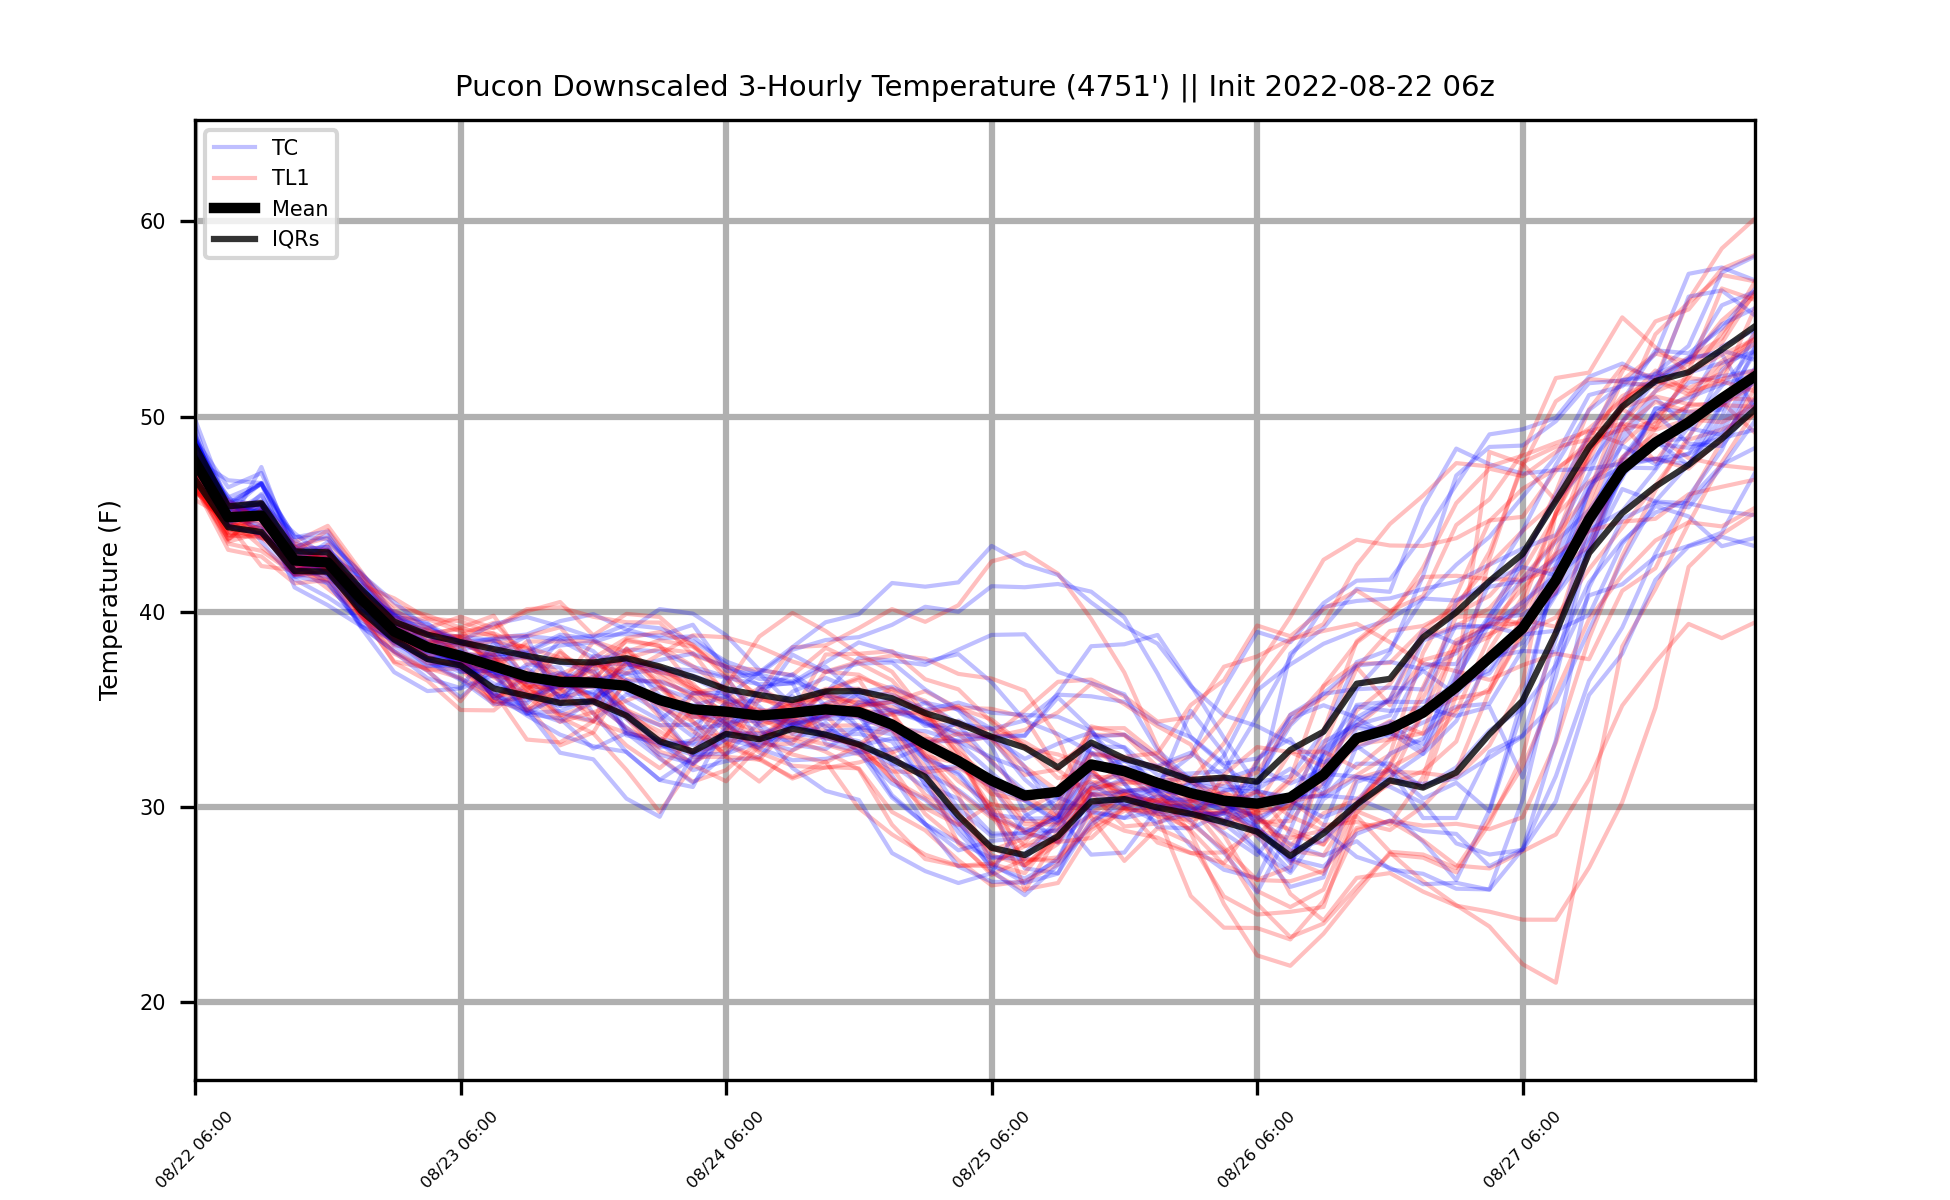 Pucon Downscaled 3-Hourly Temperature (4751') || Init 2022-08-22 06z
TC
TL1
Mean
IQRs
60
50
40
30
20
Temperature (F)
08/22 06:00
08/23 06:00
08/24 06:00
08/25 06:00
08/26 06:00
08/27 06:00